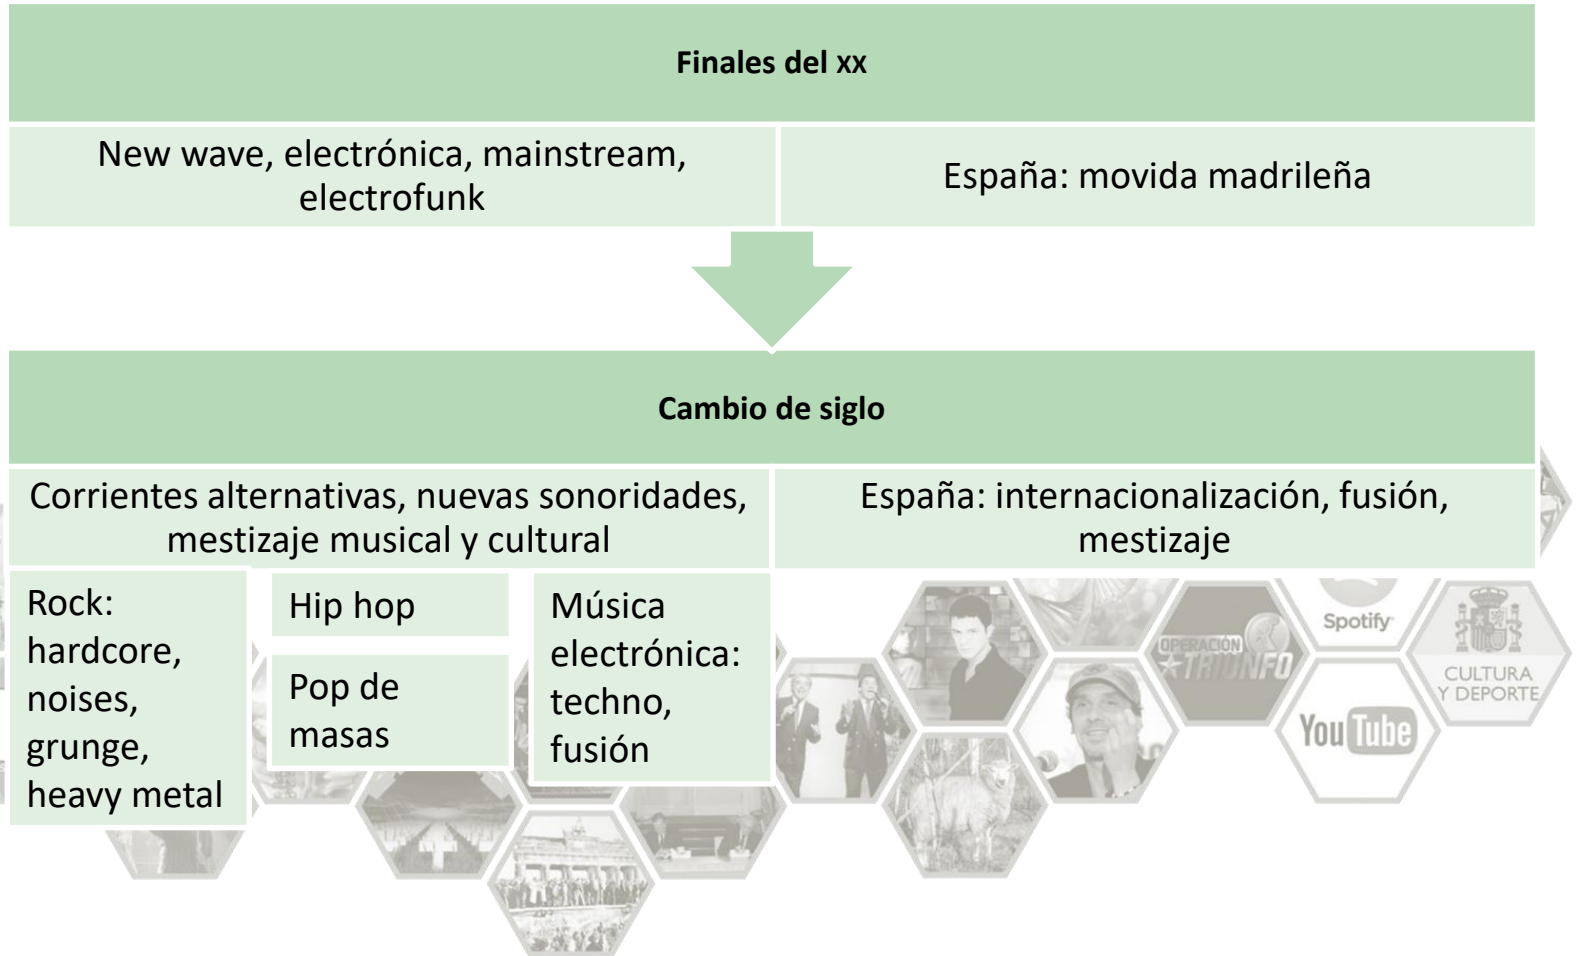 Finales del xx
New wave, electrónica, mainstream,
electrofunk
España: movida madrileña
Cambio de siglo
Corrientes alternativas, nuevas sonoridades,
mestizaje musical y cultural
España: internacionalización, fusión,
mestizaje
Rock:
hardcore,
noises,
grunge,
heavy metal
Hip hop
Pop de
masas
Música
electrónica:
techno,
fusión
OPERACIÓN
TRIUNFO
Spotify
YouTube
CULTURA
Y DEPORTE